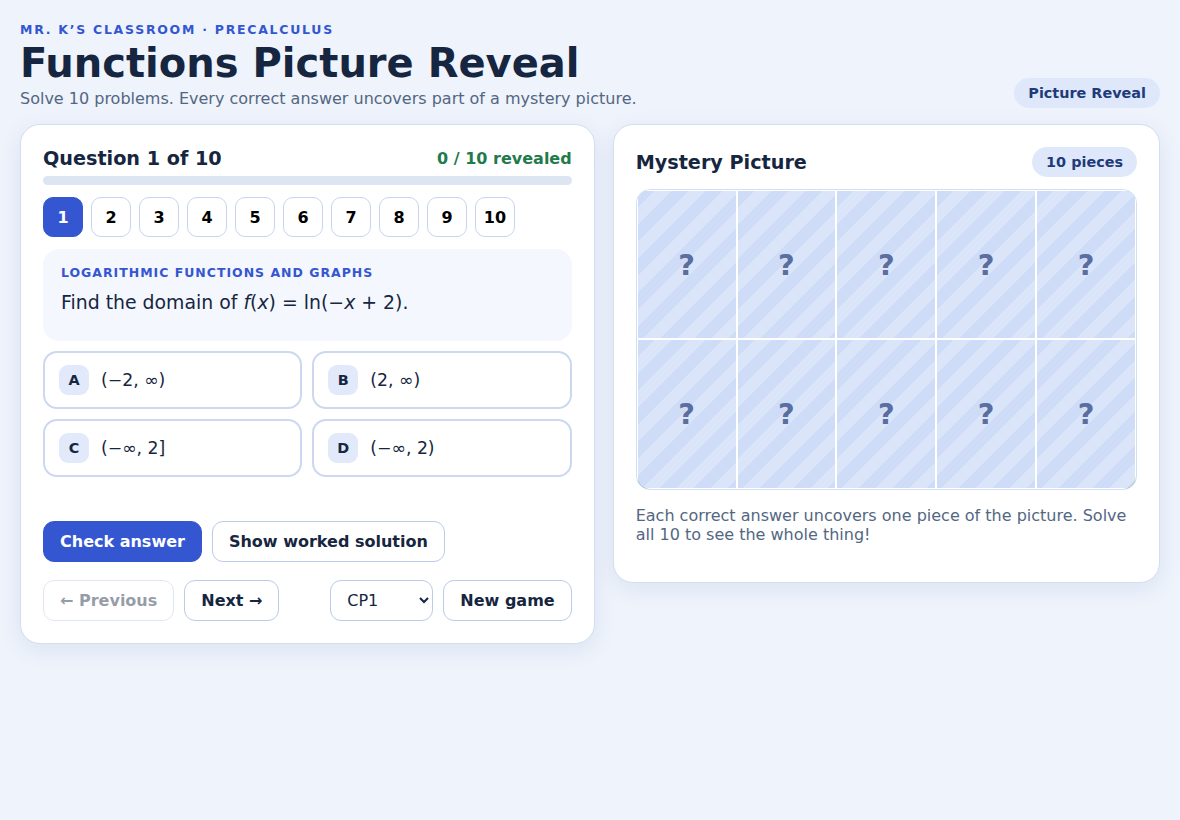 MR. K’S CLASSROOM · PRECALCULUS
Functions Picture Reveal
Solve 10 problems. Every correct answer uncovers part of a mystery picture.
Picture Reveal
Question 1 of 10
0 / 10 revealed
1 2 3 4 5 6 7 8 9 10
LOGARITHMIC FUNCTIONS AND GRAPHS
Find the domain of f(x) = ln(−x + 2).
A (−2, ∞)
B (2, ∞)
C (−∞, 2]
D (−∞, 2)
Check answer
Show worked solution
← Previous
Next →
CP1
New game
Mystery Picture
10 pieces
? ? ? ? ?
? ? ? ? ?
Each correct answer uncovers one piece of the picture. Solve
all 10 to see the whole thing!